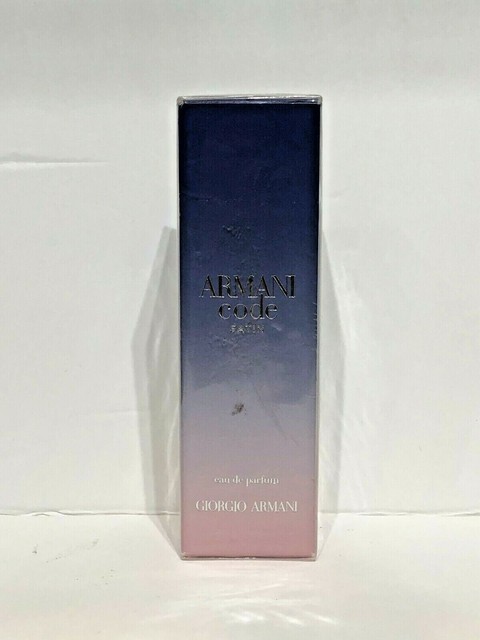 ARMANI
code
SATIN
eau de parfum
GIORGIO ARMANI